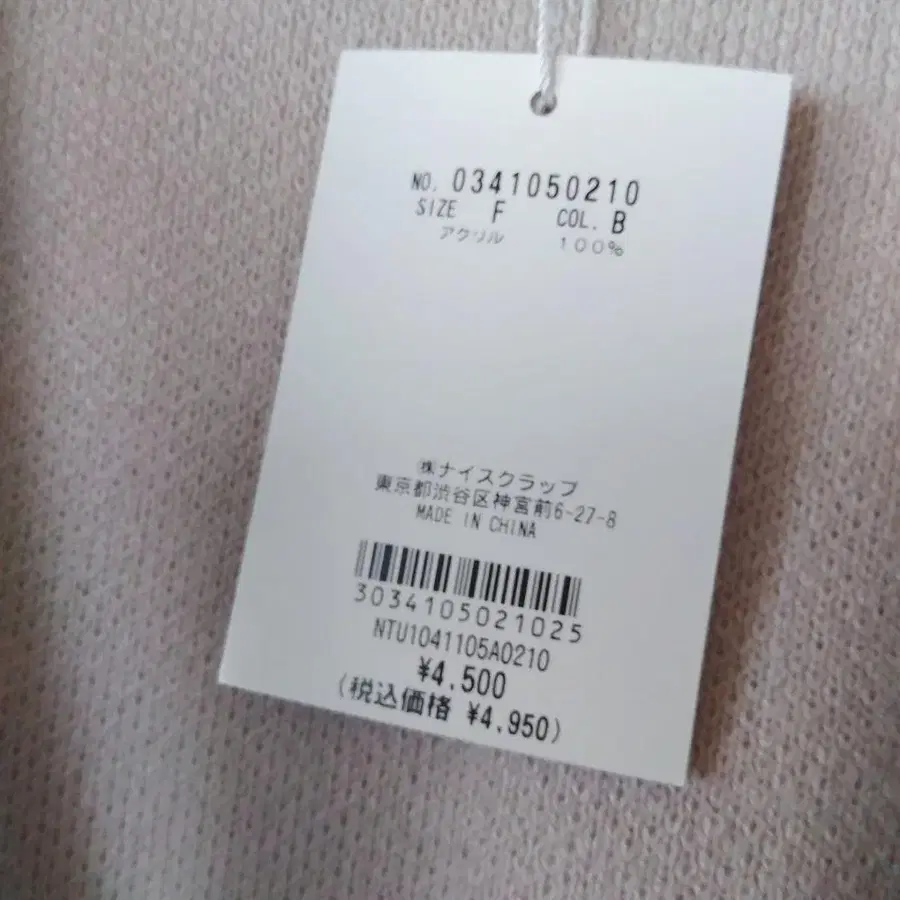 NO. 0341050210
SIZE F COL. B
アクリル 100%
㈱ナイスクラップ
東京都渋谷区神宮前6-27-8
MADE IN CHINA
3034105021025
NTU1041105A0210
¥4.500
(税込価格 ¥4.950)